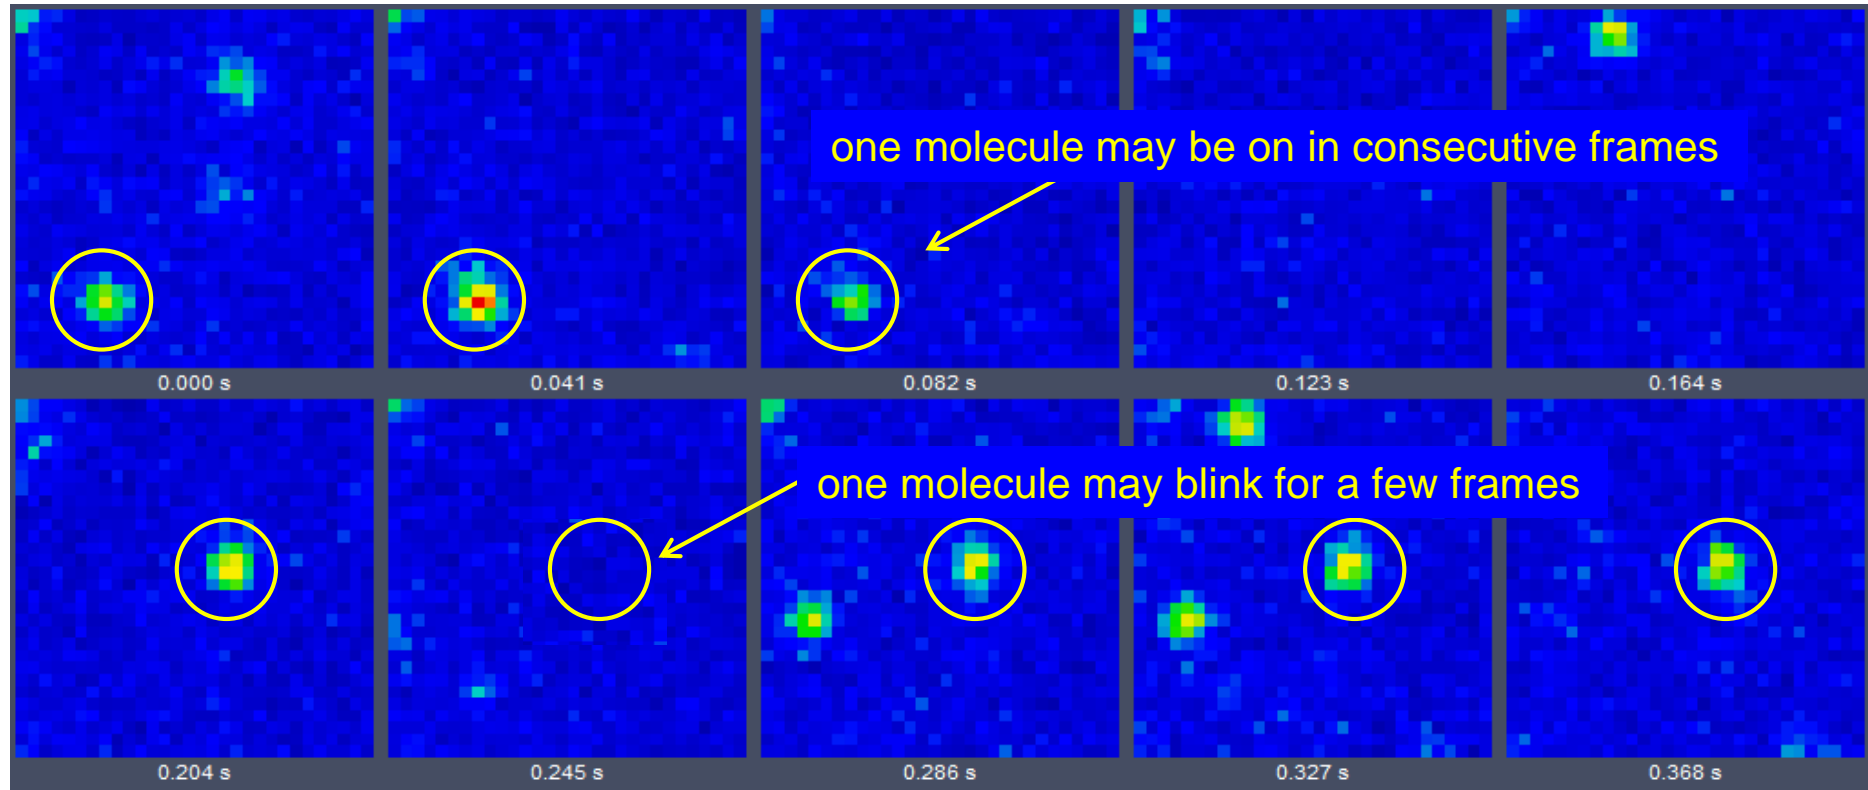 one molecule may be on in consecutive frames
0.000 s
0.041 s
0.082 s
0.123 s
0.164 s
one molecule may blink for a few frames
0.204 s
0.245 s
0.286 s
0.327 s
0.368 s